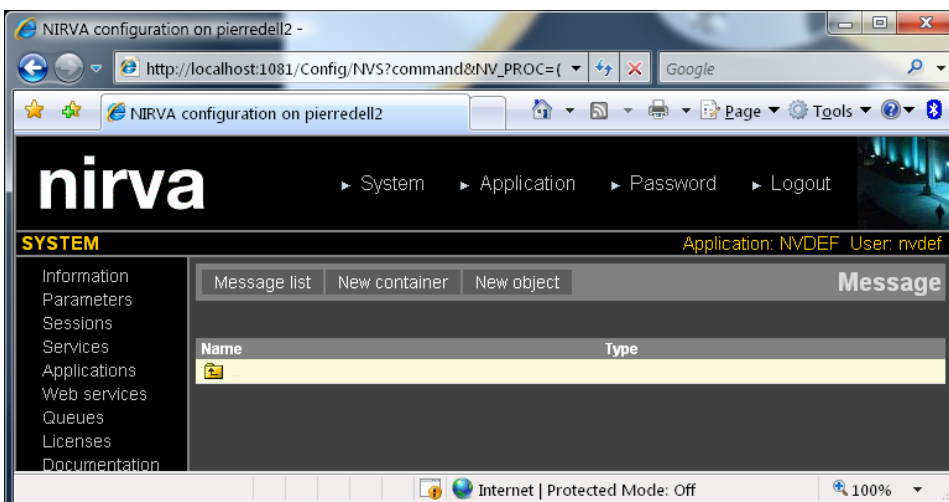 NIRVA configuration on pierredell2 -
http://localhost:1081/Config/NVS?command&NV_PROC=(
Google
NIRVA configuration on pierredell2
Page
Tools
nirva
System
Application
Password
Logout
SYSTEM
Application: NVDEF User: nvdef
Information
Parameters
Sessions
Services
Applications
Web services
Queues
Licenses
Documentation
Message list
New container
New object
Message
Name
Type
Internet | Protected Mode: Off
100%